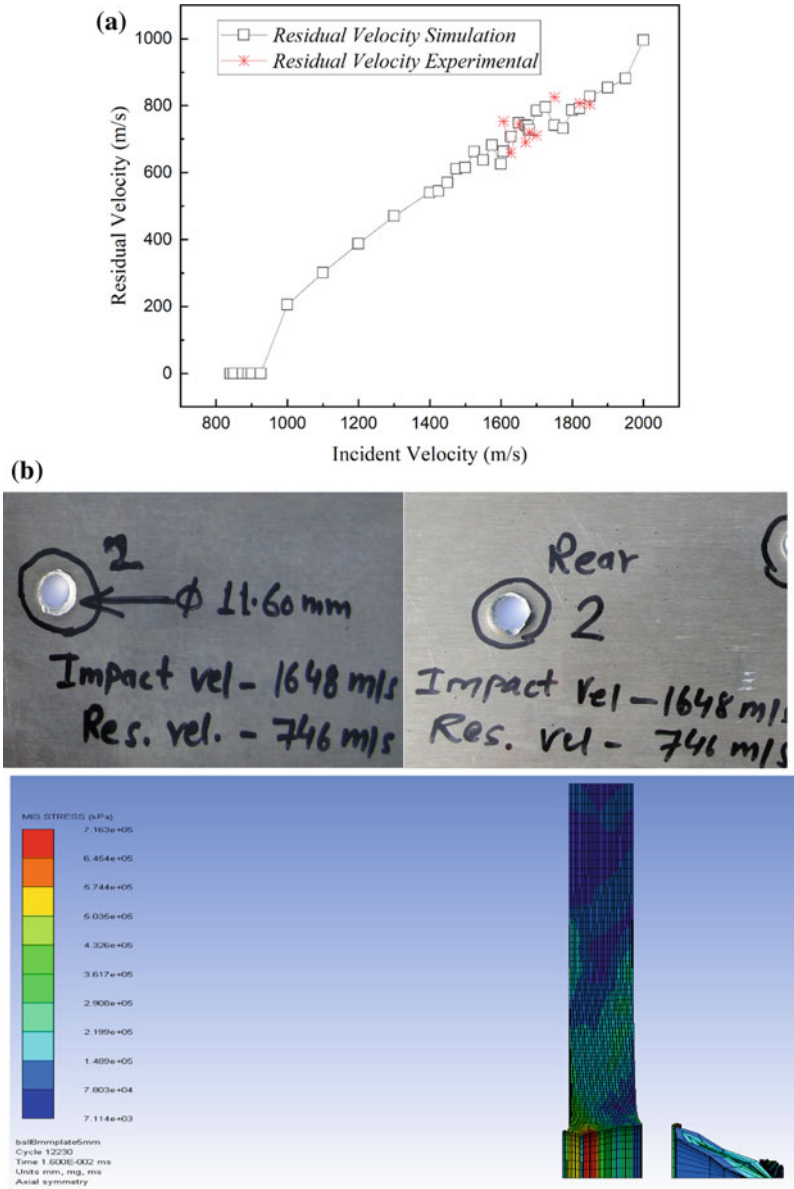 (a)
Residual Velocity Simulation
Residual Velocity Experimental
1000
800
600
400
200
0
Residual Velocity (m/s)
800 1000 1200 1400 1600 1800 2000
Incident Velocity (m/s)
(b)
2
ϕ 11.60mm
Impact vel - 1648 m/s
Res. vel. - 746 m/s
Rear
2
Impact vel - 1648 m/s
Res. vel - 746 m/s
MIS.STRESS (kPa)
7.163e+05
6.454e+05
5.744e+05
5.035e+05
4.326e+05
3.617e+05
2.908e+05
2.199e+05
1.489e+05
7.803e+04
7.114e+03
ball8mmplate5mm
Cycle 12230
Time 1.600E-002 ms
Units mm, mg, ms
Axial symmetry